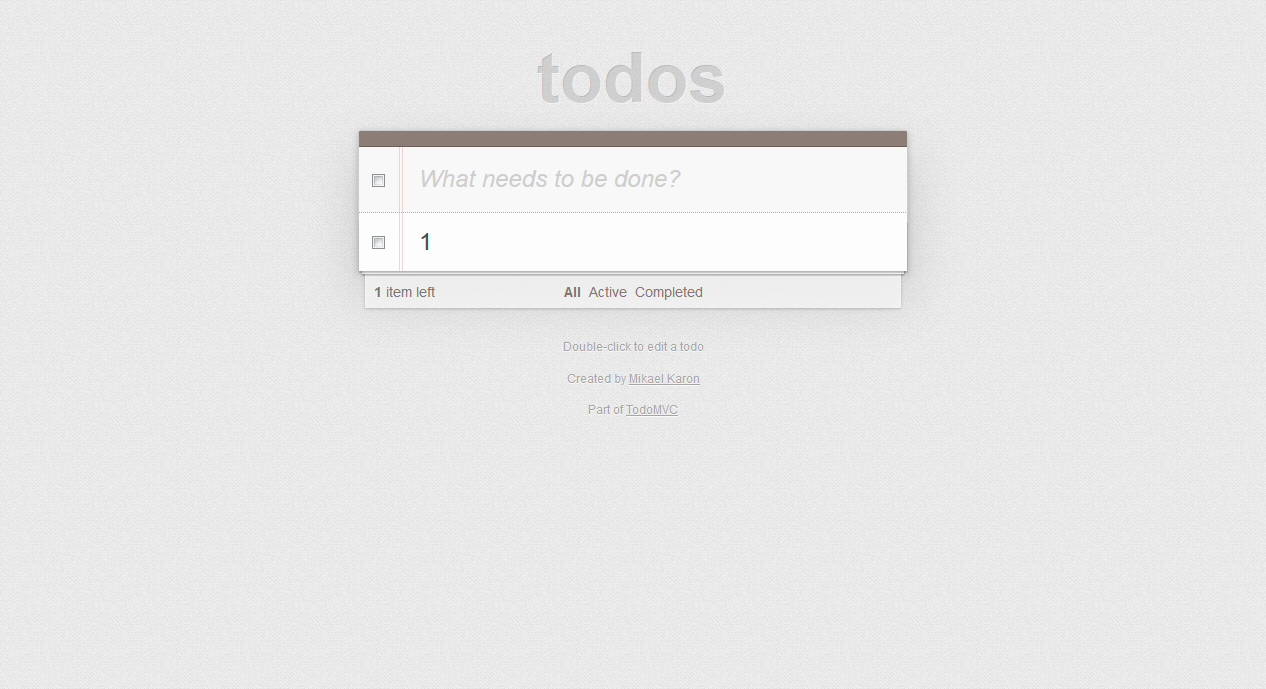 todos
What needs to be done?
1
1 item left All Active Completed
Double-click to edit a todo
Created by Mikael Karon
Part of TodoMVC